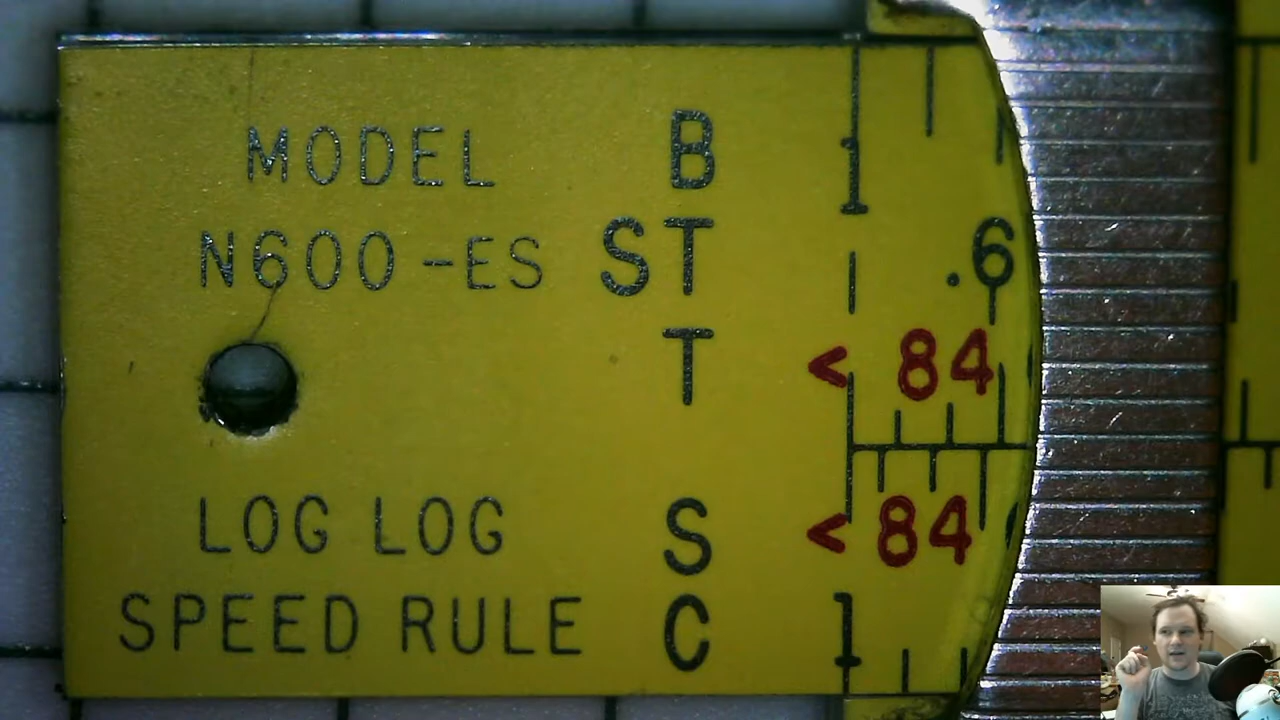 MODEL B 1
N600-ES ST .6
T < 84
LOG LOG S < 84
SPEED RULE C 1